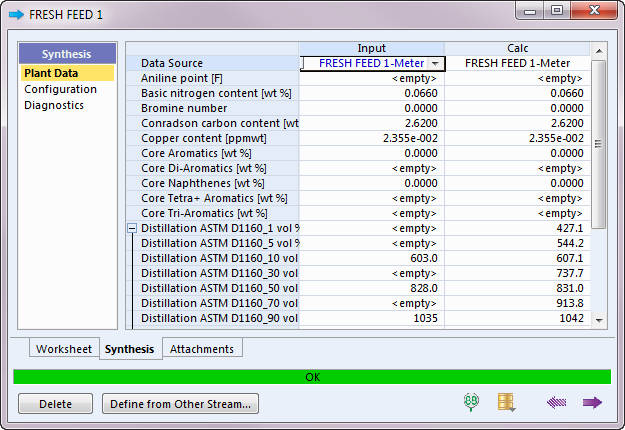 FRESH FEED 1
Synthesis
Plant Data
Configuration
Diagnostics
Input Calc
Data Source FRESH FEED 1-Meter FRESH FEED 1-Meter
Aniline point [F] <empty> <empty>
Basic nitrogen content [wt %] 0.0660 0.0660
Bromine number 0.0000 0.0000
Conradson carbon content [wt 2.6200 2.6200
Copper content [ppmwt] 2.355e-002 2.355e-002
Core Aromatics [wt %] 0.0000 0.0000
Core Di-Aromatics [wt %] <empty> <empty>
Core Naphthenes [wt %] 0.0000 0.0000
Core Tetra+ Aromatics [wt %] <empty> <empty>
Core Tri-Aromatics [wt %] <empty> <empty>
Distillation ASTM D1160_1 vol % <empty> 427.1
Distillation ASTM D1160_5 vol % <empty> 544.2
Distillation ASTM D1160_10 vol 603.0 607.1
Distillation ASTM D1160_30 vol <empty> 737.7
Distillation ASTM D1160_50 vol 828.0 831.0
Distillation ASTM D1160_70 vol <empty> 913.8
Distillation ASTM D1160_90 vol 1035 1042
Worksheet Synthesis Attachments
OK
Delete Define from Other Stream...